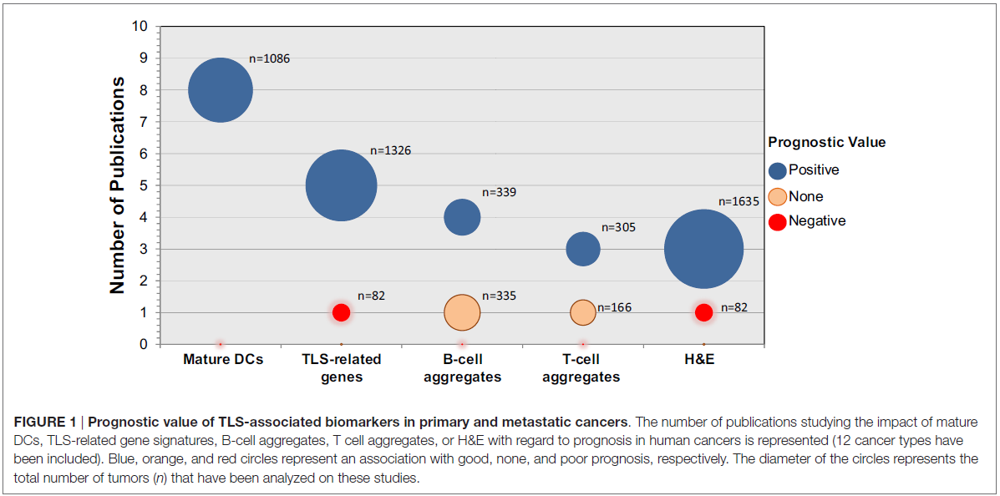 10
9
8
7
6
5
4
3
2
1
0
Number of Publications
n=1086
n=1326
n=339
n=305
n=1635
n=82
n=335
n=166
n=82
Mature DCs
TLS-related
genes
B-cell
aggregates
T-cell
aggregates
H&E
Prognostic Value
Positive
None
Negative
FIGURE 1 | Prognostic value of TLS-associated biomarkers in primary and metastatic cancers. The number of publications studying the impact of mature
DCs, TLS-related gene signatures, B-cell aggregates, T cell aggregates, or H&E with regard to prognosis in human cancers is represented (12 cancer types have
been included). Blue, orange, and red circles represent an association with good, none, and poor prognosis, respectively. The diameter of the circles represents the
total number of tumors (n) that have been analyzed on these studies.